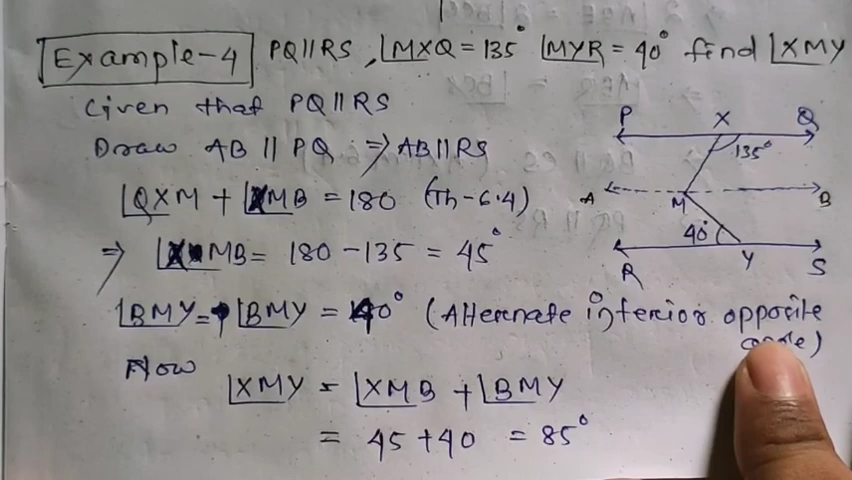 Example-4 PQ||RS, ∠MXQ = 135° ∠MYR = 40° find ∠XMY
Given that PQ||RS
Draw AB || PQ ⇒ AB||RS
∠QXM + ∠XMB = 180 (Th-6.4)
⇒ ∠XMB = 180 - 135 = 45°
∠BMY = ∠BMY = 40° (Alternate interior opposite
Now
∠XMY = ∠XMB + ∠BMY
= 45 + 40 = 85°
P X Q
135°
A M B
40°
R Y S